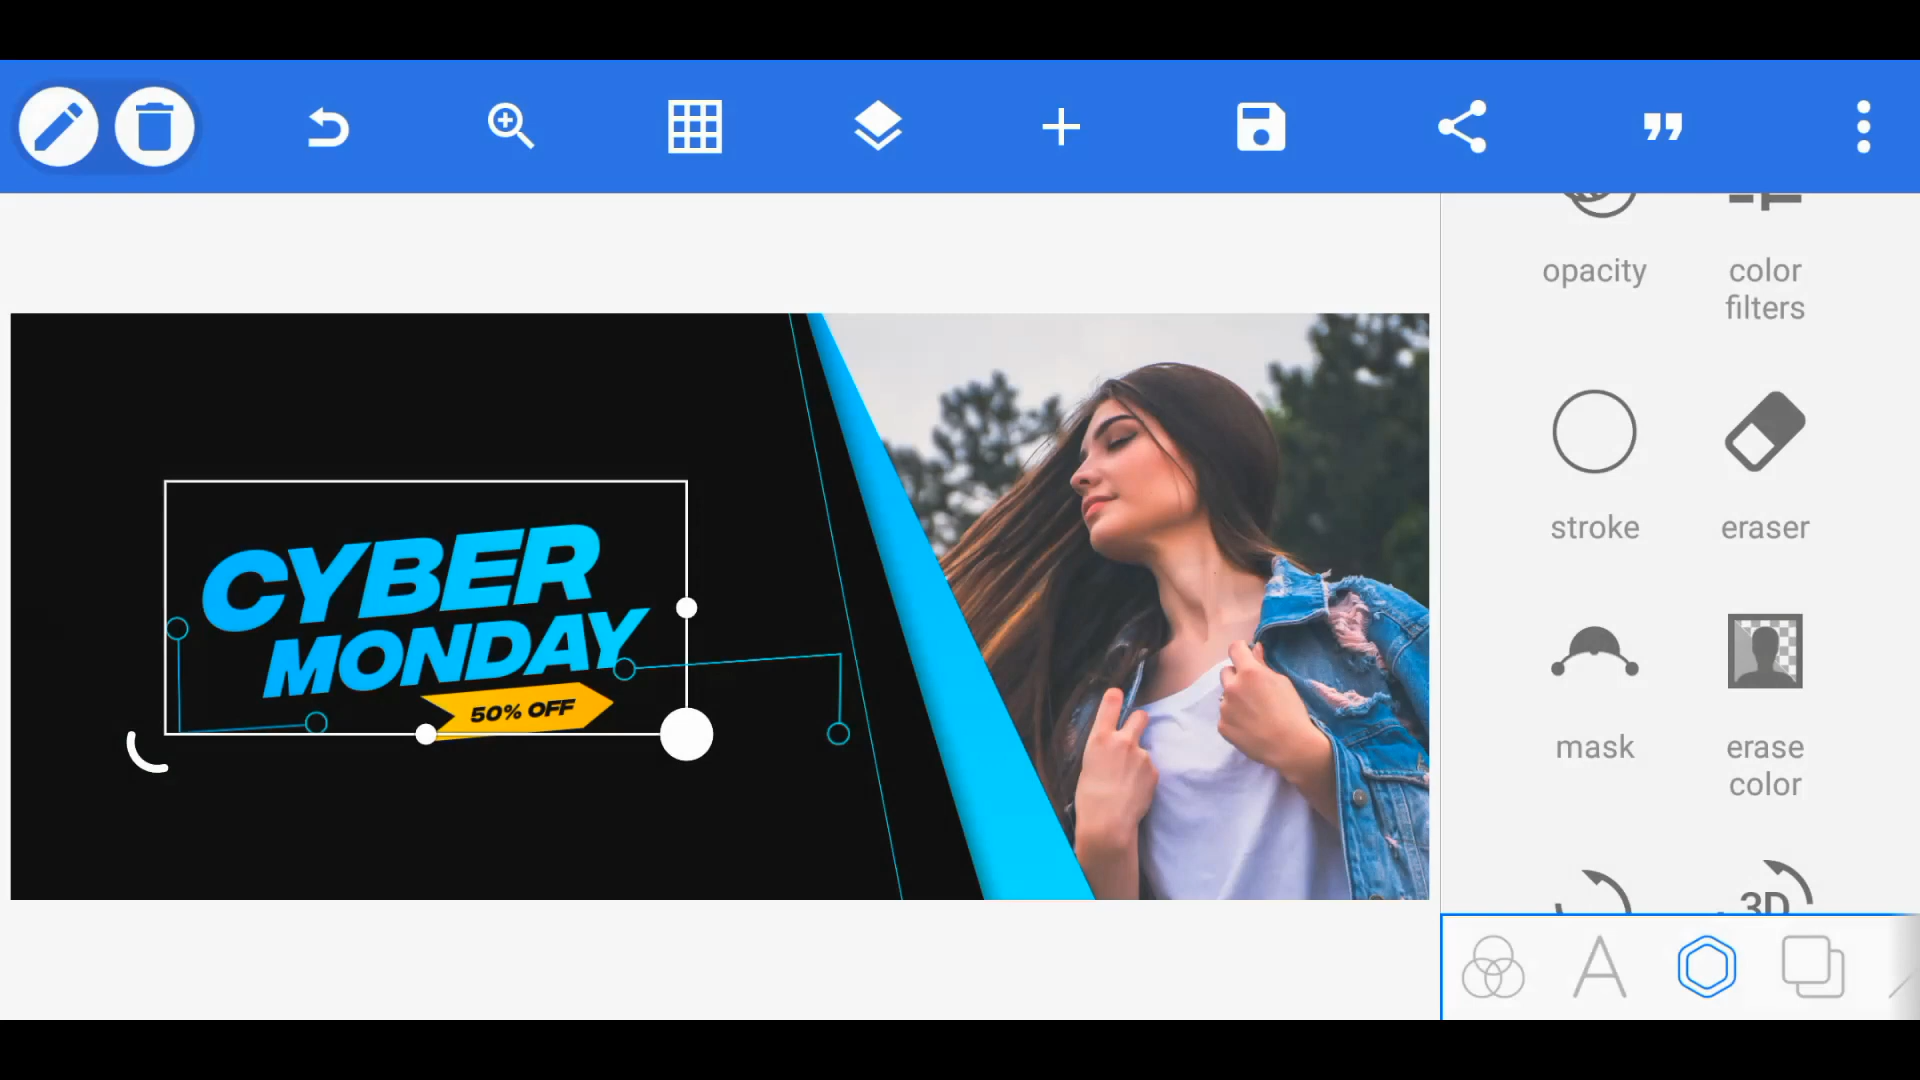 opacity
color
filters
stroke
eraser
mask
erase
color
3D
CYBER
MONDAY
50% OFF